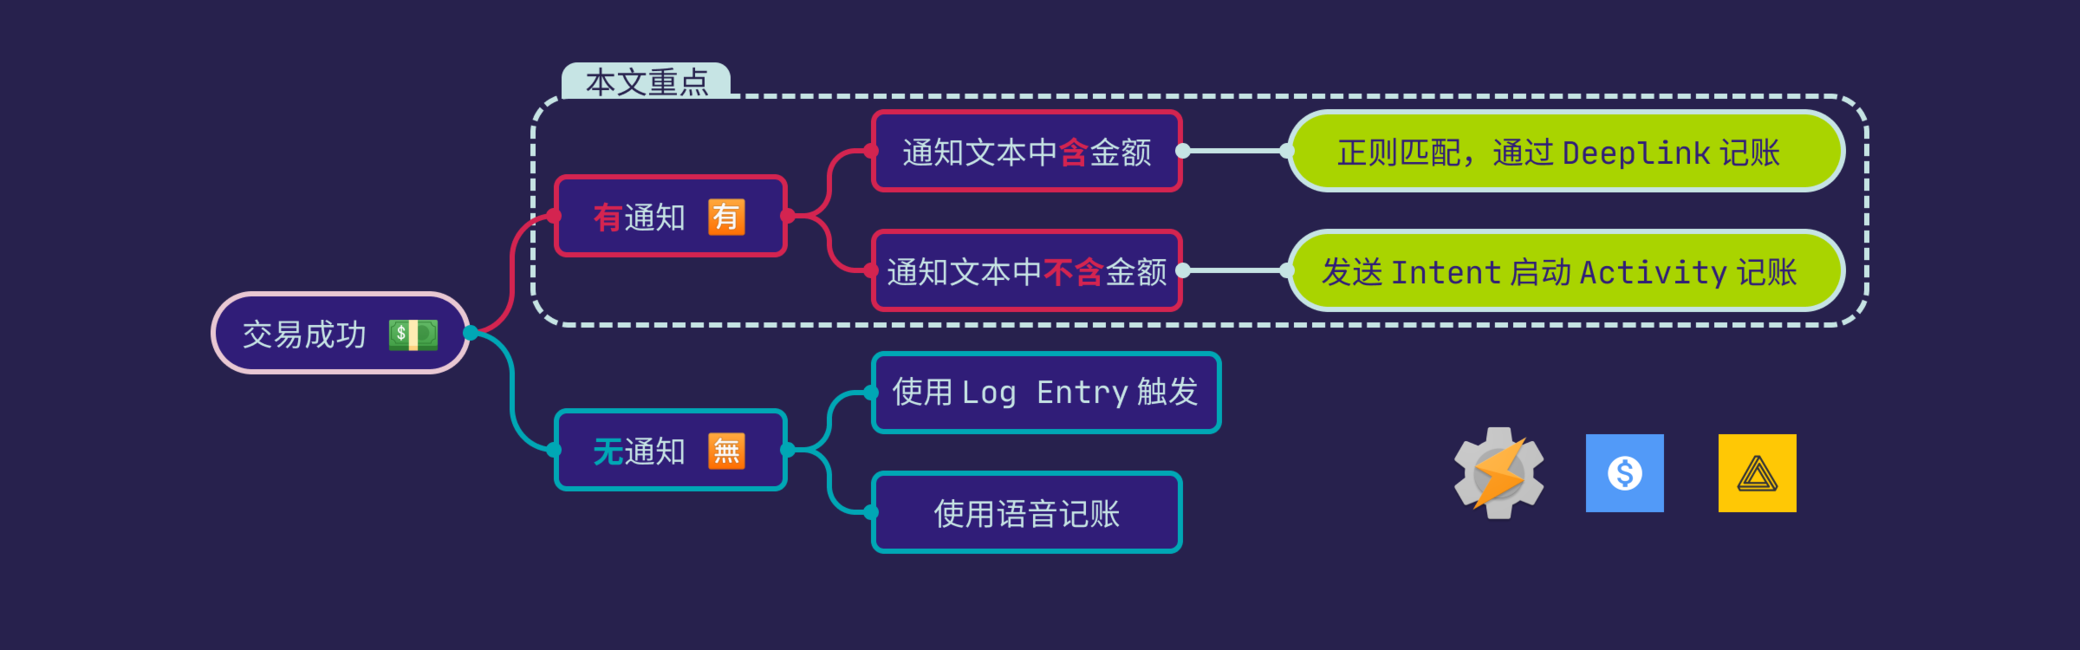 本文重点
通知文本中含金额
正则匹配，通过 Deeplink 记账
有通知 有
通知文本中不含金额
发送 Intent 启动 Activity 记账
交易成功
使用 Log Entry 触发
无通知 無
使用语音记账